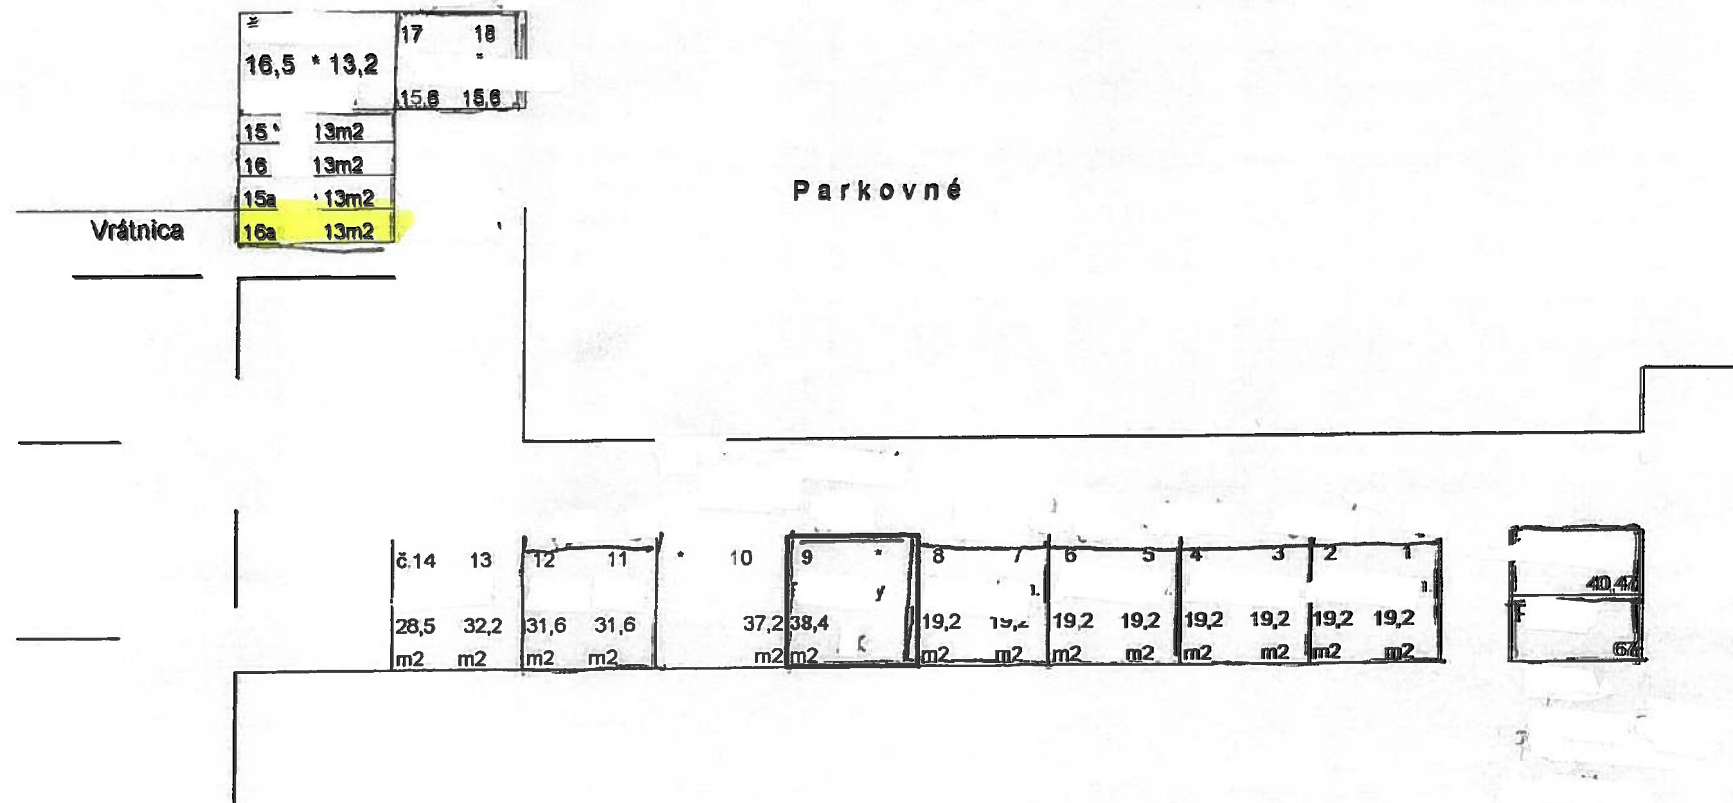 17 18
16,5 * 13,2
15,6 15,6
15 13m2
16 13m2
15a 13m2
Parkovné
Vrátnica
16a 13m2
č.14 13 12 11 * 10 9 * 8 7 6 5 4 3 2 1
y
40,47
28,5 32,2 31,6 31,6 37,2 38,4 19,2 19,2 19,2 19,2 19,2 19,2 19,2 19,2
m2 m2 m2 m2 m2 m2 m2 m2 m2 m2 m2 m2 m2 m2